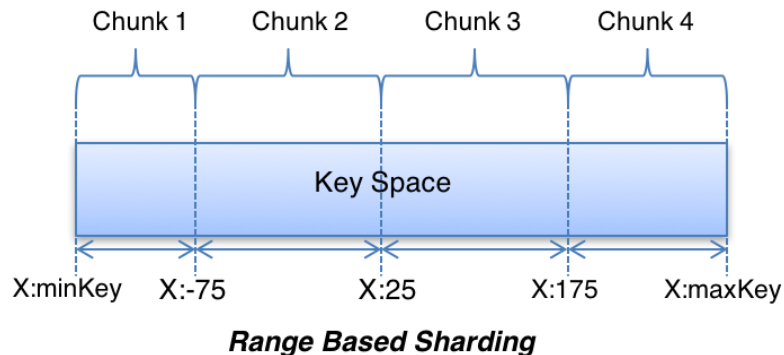 Chunk 1 Chunk 2 Chunk 3 Chunk 4
Key Space
X:minKey X:-75 X:25 X:175 X:maxKey
Range Based Sharding